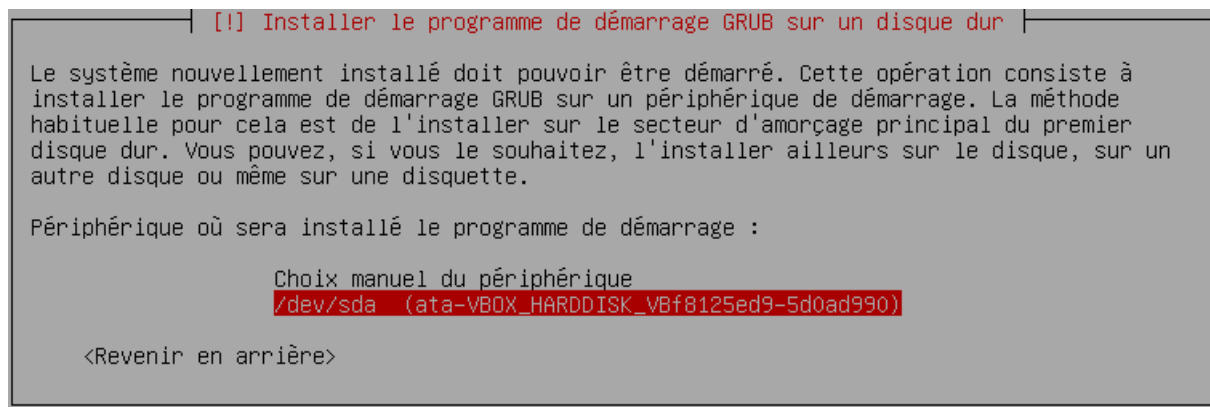 [!] Installer le programme de démarrage GRUB sur un disque dur
Le système nouvellement installé doit pouvoir être démarré. Cette opération consiste à
installer le programme de démarrage GRUB sur un périphérique de démarrage. La méthode
habituelle pour cela est de l'installer sur le secteur d'amorçage principal du premier
disque dur. Vous pouvez, si vous le souhaitez, l'installer ailleurs sur le disque, sur un
autre disque ou même sur une disquette.
Périphérique où sera installé le programme de démarrage :
Choix manuel du périphérique
/dev/sda  (ata-VBOX_HARDDISK_VBf8125ed9-5d0ad990)
<Revenir en arrière>